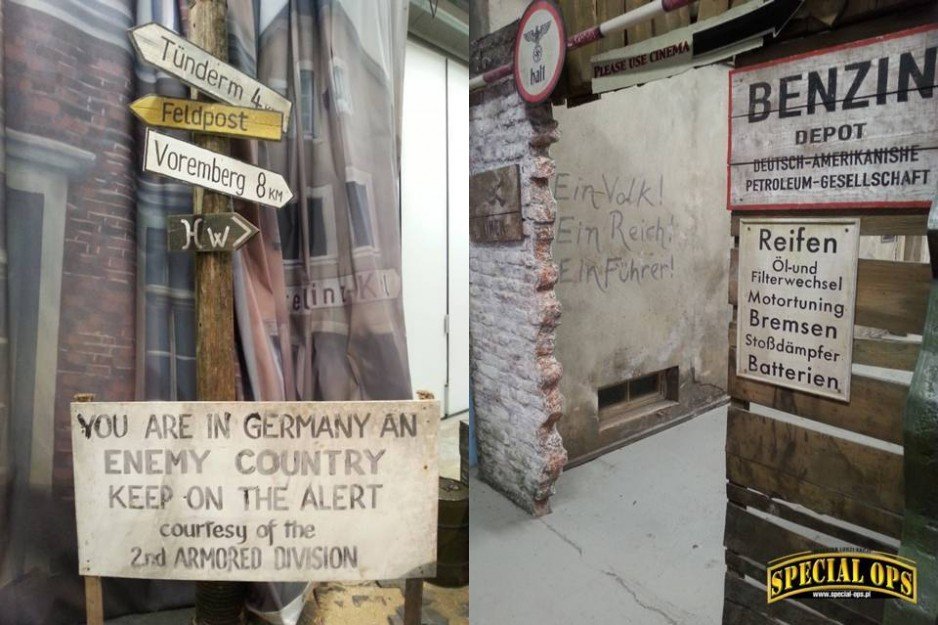 Tünderm 4
Feldpost
Voremberg 8 KM
HW
YOU ARE IN GERMANY AN
ENEMY COUNTRY
KEEP ON THE ALERT
courtesy of the
2nd ARMORED DIVISION
halt
PLEASE USE CINEMA
Ein Volk!
Ein Reich!
Ein Führer!
BENZIN
DEPOT
DEUTSCH-AMERIKANISHE
PETROLEUM-GESELLSCHAFT
Reifen
Öl-und
Filterwechsel
Motortuning
Bremsen
Stoßdämpfer
Batterien
SPECIAL OPS
www.special-ops.pl